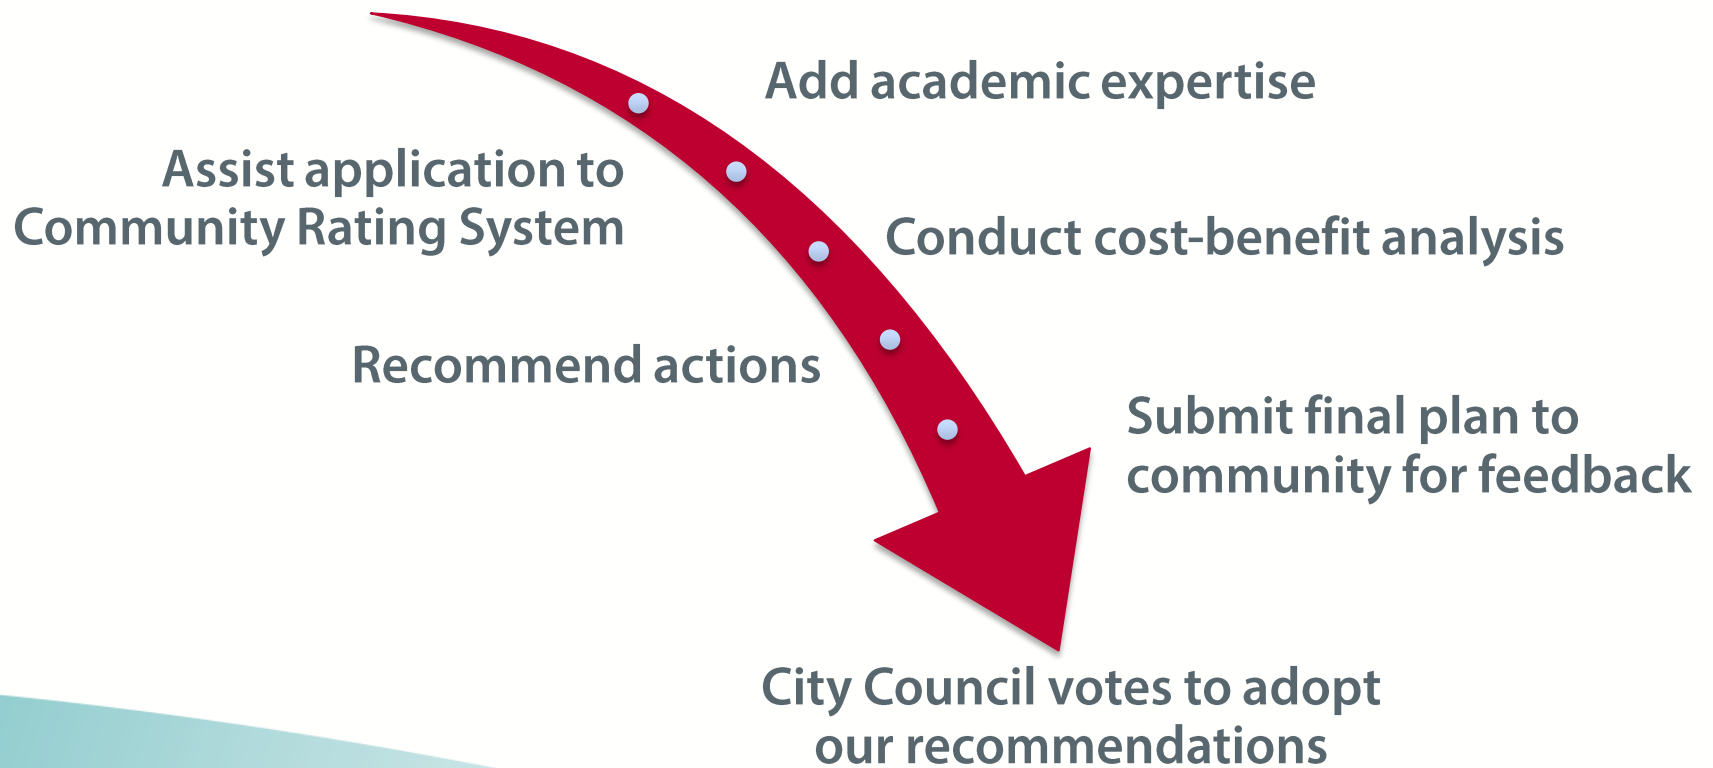 Add academic expertise
Assist application to
Community Rating System
Conduct cost-benefit analysis
Recommend actions
Submit final plan to
community for feedback
City Council votes to adopt
our recommendations